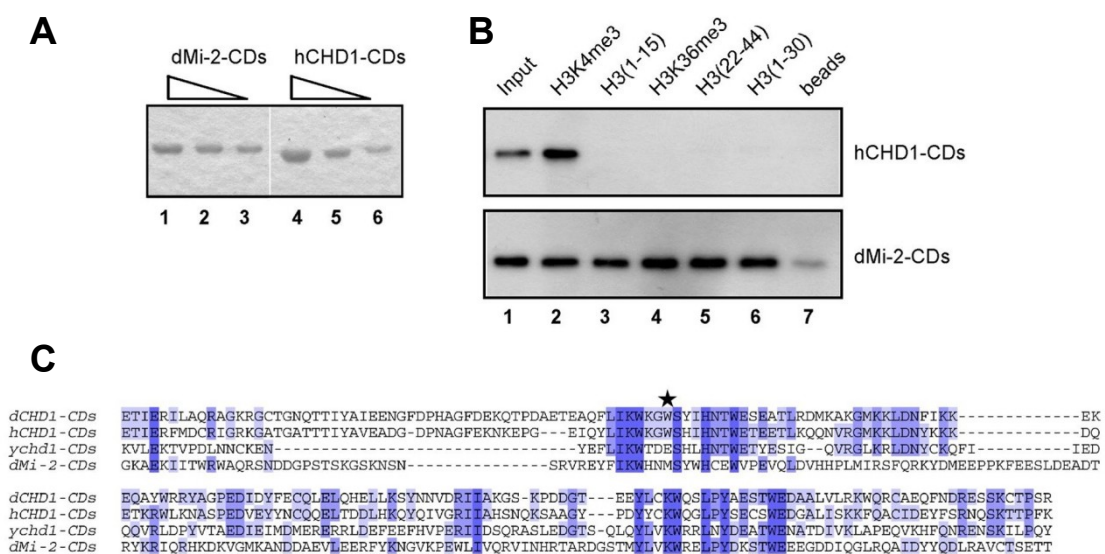 A
dMi-2-CDs hCHD1-CDs
1 2 3 4 5 6
B
Input H3K4me3 H3(1-15) H3K36me3 H3(22-44) H3(1-30) beads
hCHD1-CDs
dMi-2-CDs
1 2 3 4 5 6 7
C
dCHD1-CDs ETIERILAQRAGKRGCTGNQTTIYAIEENGFDPHAGFDEKQTPDAETEAQFLIKWKGWSYIHNTWESEATLRDMKAKGMKKLDNFIKK-----------EK
hCHD1-CDs ETIERFMDCRIGRKGATGATTTIYAVEADG-DPNAGFEKNKEPG---EIQYLIKWKGWSHIHNTWETEETLKQQNVRGMKKLDNYKKK-----------DQ
ychd1-CDs KVLEKTVPDLNNCKEN-------------------------------YEFLIKWTDESHLHNTWETYESIG--QVRGLKRLDNYCKQ-----------IED
dMi-2-CDs GKAEKIITWRWAQRSNDDGPSTSKGSKNSN-----------------SRVREYFIKWHNMSYWHCEWVPEVQLDVHHPLMIRSFQRKYDMEEPPKFEESLDEADT
dCHD1-CDs EQAYWRRYAGPEDIDYFECQLELQHELLKSYNNVDRIIAKGS-KPDDGT---EEYLCKWQSLPYAESTWEDAALVLRKWQRCAEQFNDRESSKCTPSR
hCHD1-CDs ETKRWLKNASPEDVEYYNCQQELTDDLHKQYQIVGRIIAHSNQKSAAGY---PDYYCKWQGLPYSECSWEDGALISKKFQACIDEYFSRNQSKTTPFK
ychd1-CDs QQVRLDPYVTAEDIEIMDMERERRLDEFEEFHVPERIIDSQRASLEDGTS-QLQYLVKWRRLNYDEATWENATDIVKLAPEQVKHFQNRENSKILPQY
dMi-2-CDs RYKRIQRHKDKVGMKANDDAEVLEERFYKNGVKPEWLIVQRVINHRTARDGSTMYLVKWRELPYDKSTWEEEGDDIQGLRQAIDYYQDLRAVCTSETT